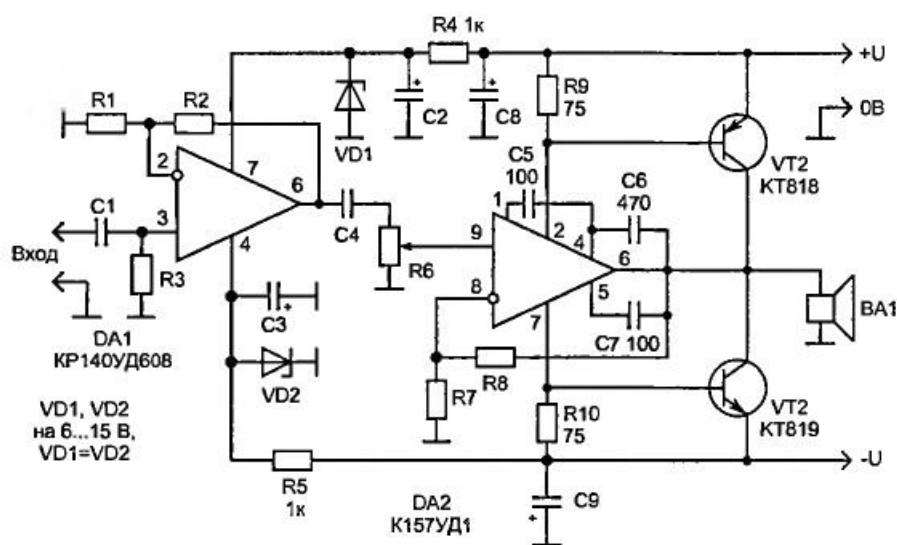 R4 1к
+U
R1
R2
R9
75
0В
C2
C8
VD1
VT2
КТ818
2
7
6
C5
100
C6
470
C1
3
4
C4
1
2
4
9
6
Вход
R3
R6
8
5
BA1
C3
7
C7 100
DA1
КР140УД608
R8
VD2
R7
VT2
КТ819
VD1, VD2
на 6...15 В,
VD1=VD2
R10
75
-U
R5
1к
DA2
К157УД1
C9
+
+
+
+